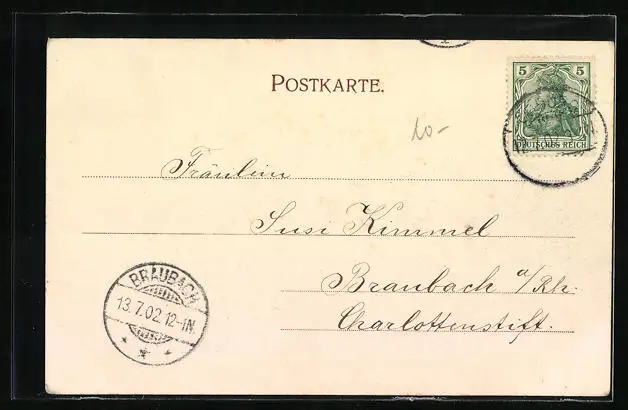 POSTKARTE.
5 5
DEUTSCHES REICH
10-
Fräulein
Susi Kimmel
Braubach a/Rh.
Charlottenstift.
BRAUBACH
13.7.02.12-1N.